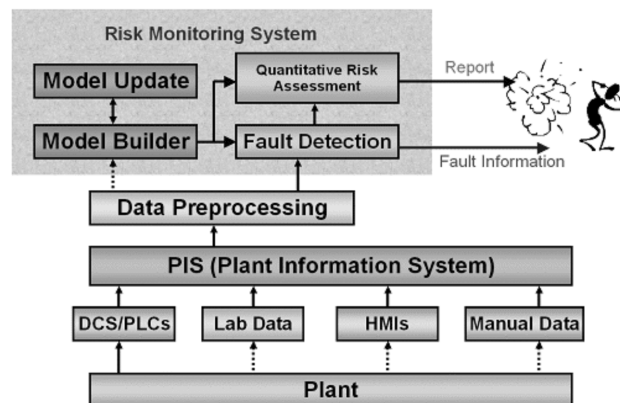 Risk Monitoring System
Model Update
Quantitative Risk
Assessment
Report
Model Builder
Fault Detection
Fault Information
Data Preprocessing
PIS (Plant Information System)
DCS/PLCs
Lab Data
HMIs
Manual Data
Plant